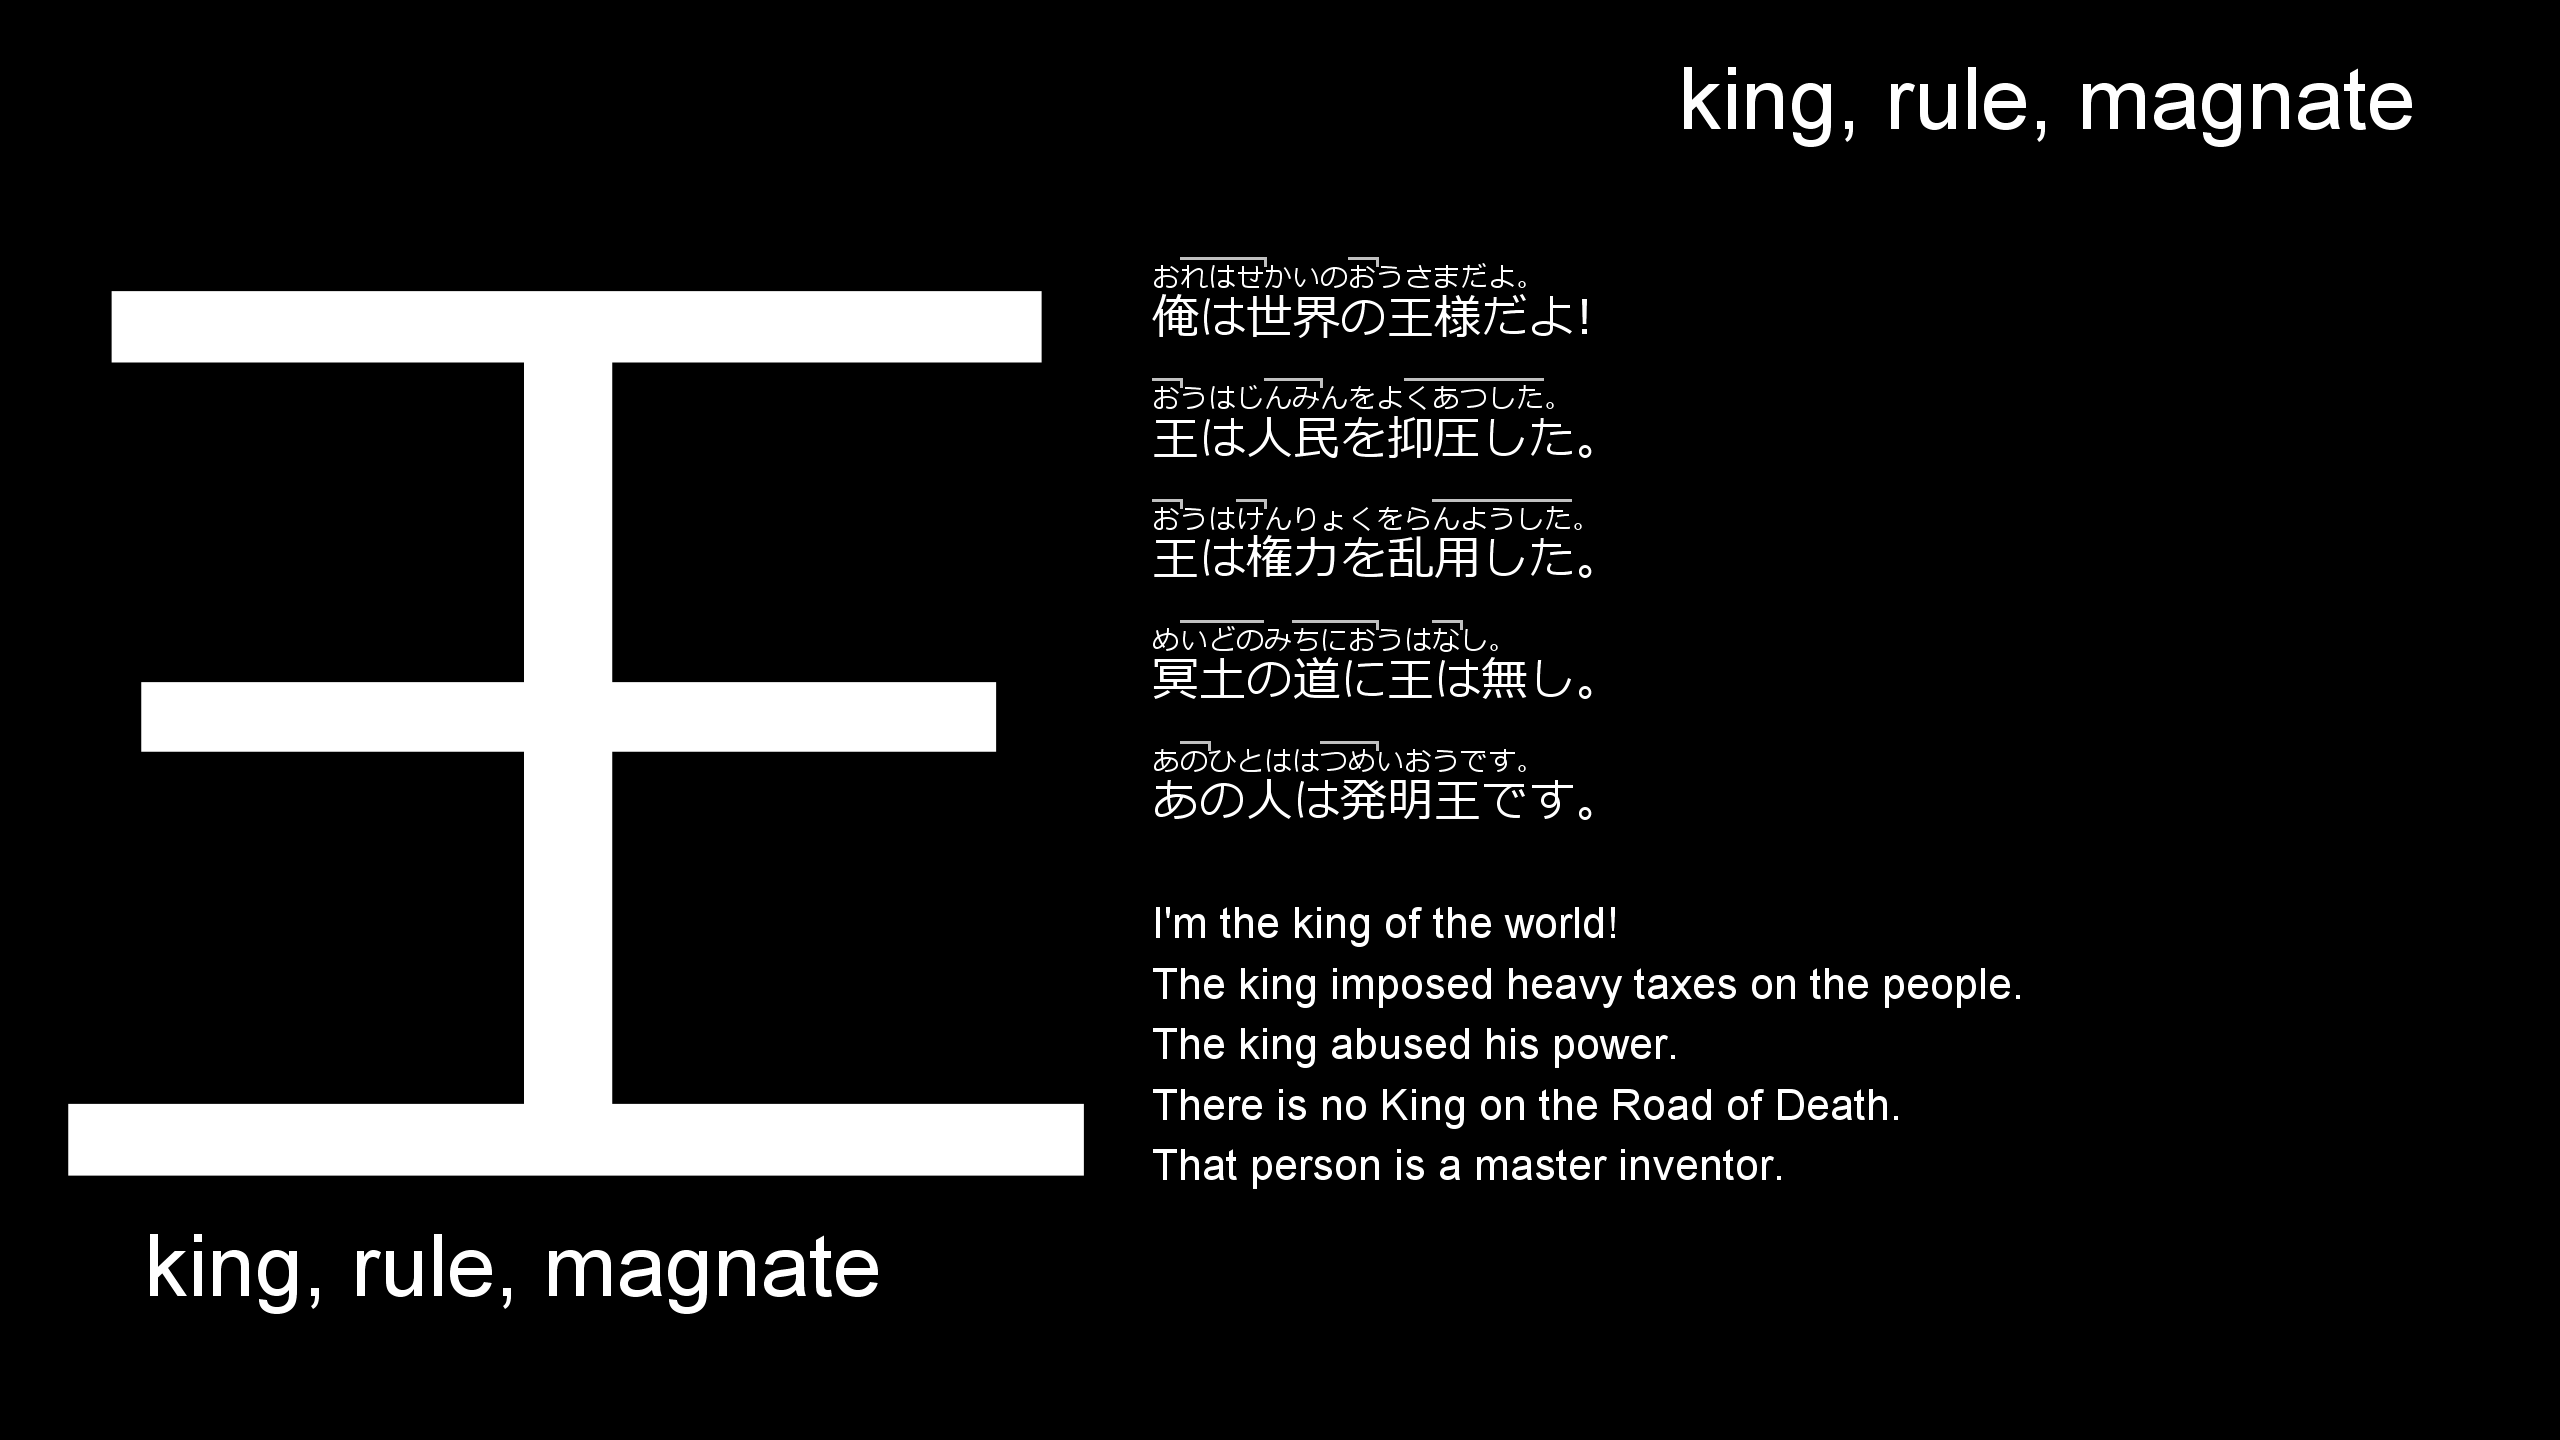 king, rule, magnate
王
king, rule, magnate
おれはせかいのおうさまだよ。
俺は世界の王様だよ!
おうはじんみんをよくあつした。
王は人民を抑圧した。
おうはけんりょくをらんようした。
王は権力を乱用した。
めいどのみちにおうはなし。
冥土の道に王は無し。
あのひとははつめいおうです。
あの人は発明王です。
I'm the king of the world!
The king imposed heavy taxes on the people.
The king abused his power.
There is no King on the Road of Death.
That person is a master inventor.